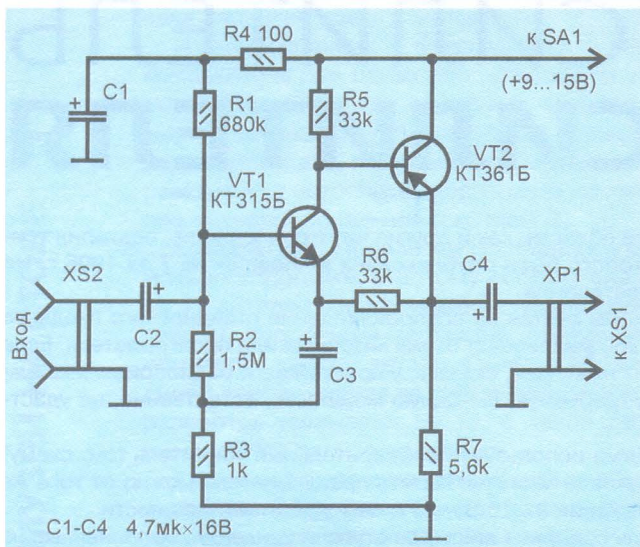 R4 100
к SA1
(+9...15В)
C1
+
R1
680k
R5
33k
VT1
КТ315Б
VT2
КТ361Б
XS2
Вход
+
C2
R2
1,5М
+
C3
R6
33k
C4
+
XP1
к XS1
R3
1k
R7
5,6k
C1-C4 4,7мк×16В